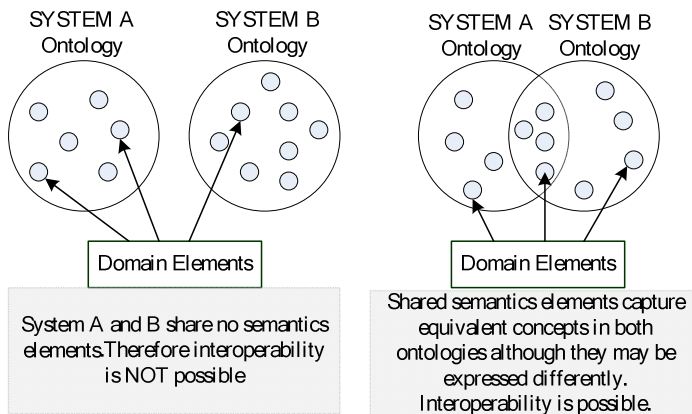 SYSTEM A
Ontology
SYSTEM B
Ontology
Domain Elements
System A and B share no semantics
elements.Therefore interoperability
is NOT possible
SYSTEM A
Ontology
SYSTEM B
Ontology
Domain Elements
Shared semantics elements capture
equivalent concepts in both
ontologies although they may be
expressed differently.
Interoperability is possible.